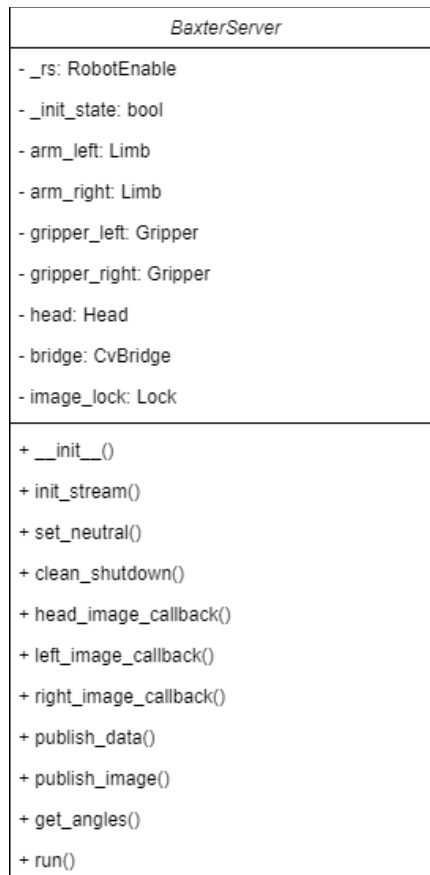 BaxterServer
- _rs: RobotEnable
- _init_state: bool
- arm_left: Limb
- arm_right: Limb
- gripper_left: Gripper
- gripper_right: Gripper
- head: Head
- bridge: CvBridge
- image_lock: Lock
+ __init__()
+ init_stream()
+ set_neutral()
+ clean_shutdown()
+ head_image_callback()
+ left_image_callback()
+ right_image_callback()
+ publish_data()
+ publish_image()
+ get_angles()
+ run()